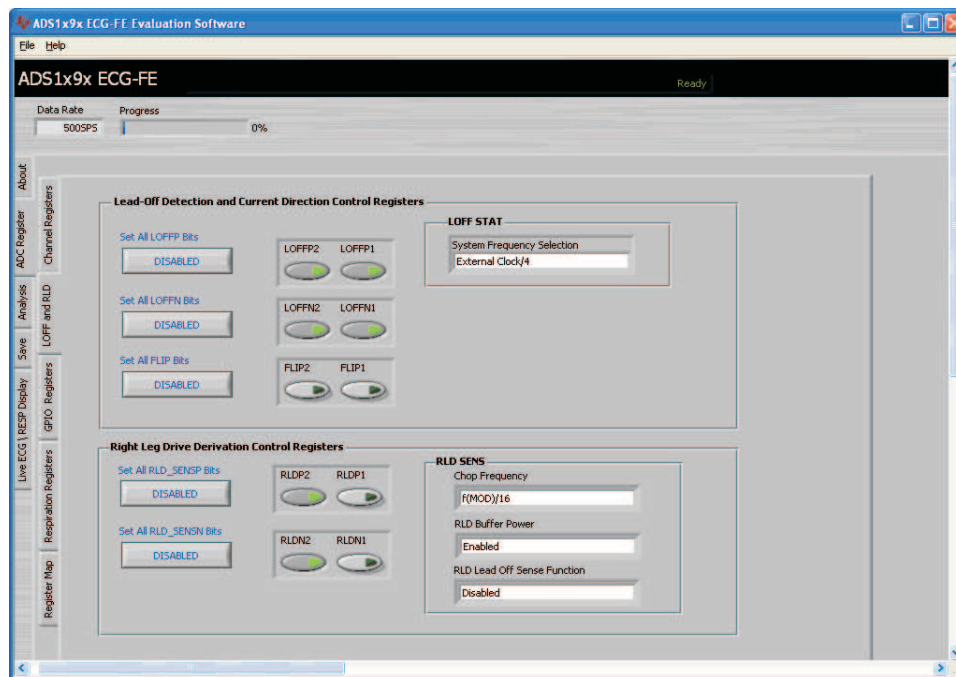 ADS1x9x ECG-FE Evaluation Software
File Help
ADS1x9x ECG-FE
Ready
Data Rate
Progress
500SPS
0%
About
ADC Register
Analysis
Save
Live ECG \ RESP Display
Channel Registers
LOFF and RLD
GPIO Registers
Respiration Registers
Register Map
Lead-Off Detection and Current Direction Control Registers
Set All LOFFP Bits
DISABLED
LOFFP2 LOFFP1
Set All LOFFN Bits
DISABLED
LOFFN2 LOFFN1
Set All FLIP Bits
DISABLED
FLIP2 FLIP1
LOFF STAT
System Frequency Selection
External Clock/4
Right Leg Drive Derivation Control Registers
Set All RLD_SENSP Bits
DISABLED
RLDP2 RLDP1
Set All RLD_SENSN Bits
DISABLED
RLDN2 RLDN1
RLD SENS
Chop Frequency
f(MOD)/16
RLD Buffer Power
Enabled
RLD Lead Off Sense Function
Disabled